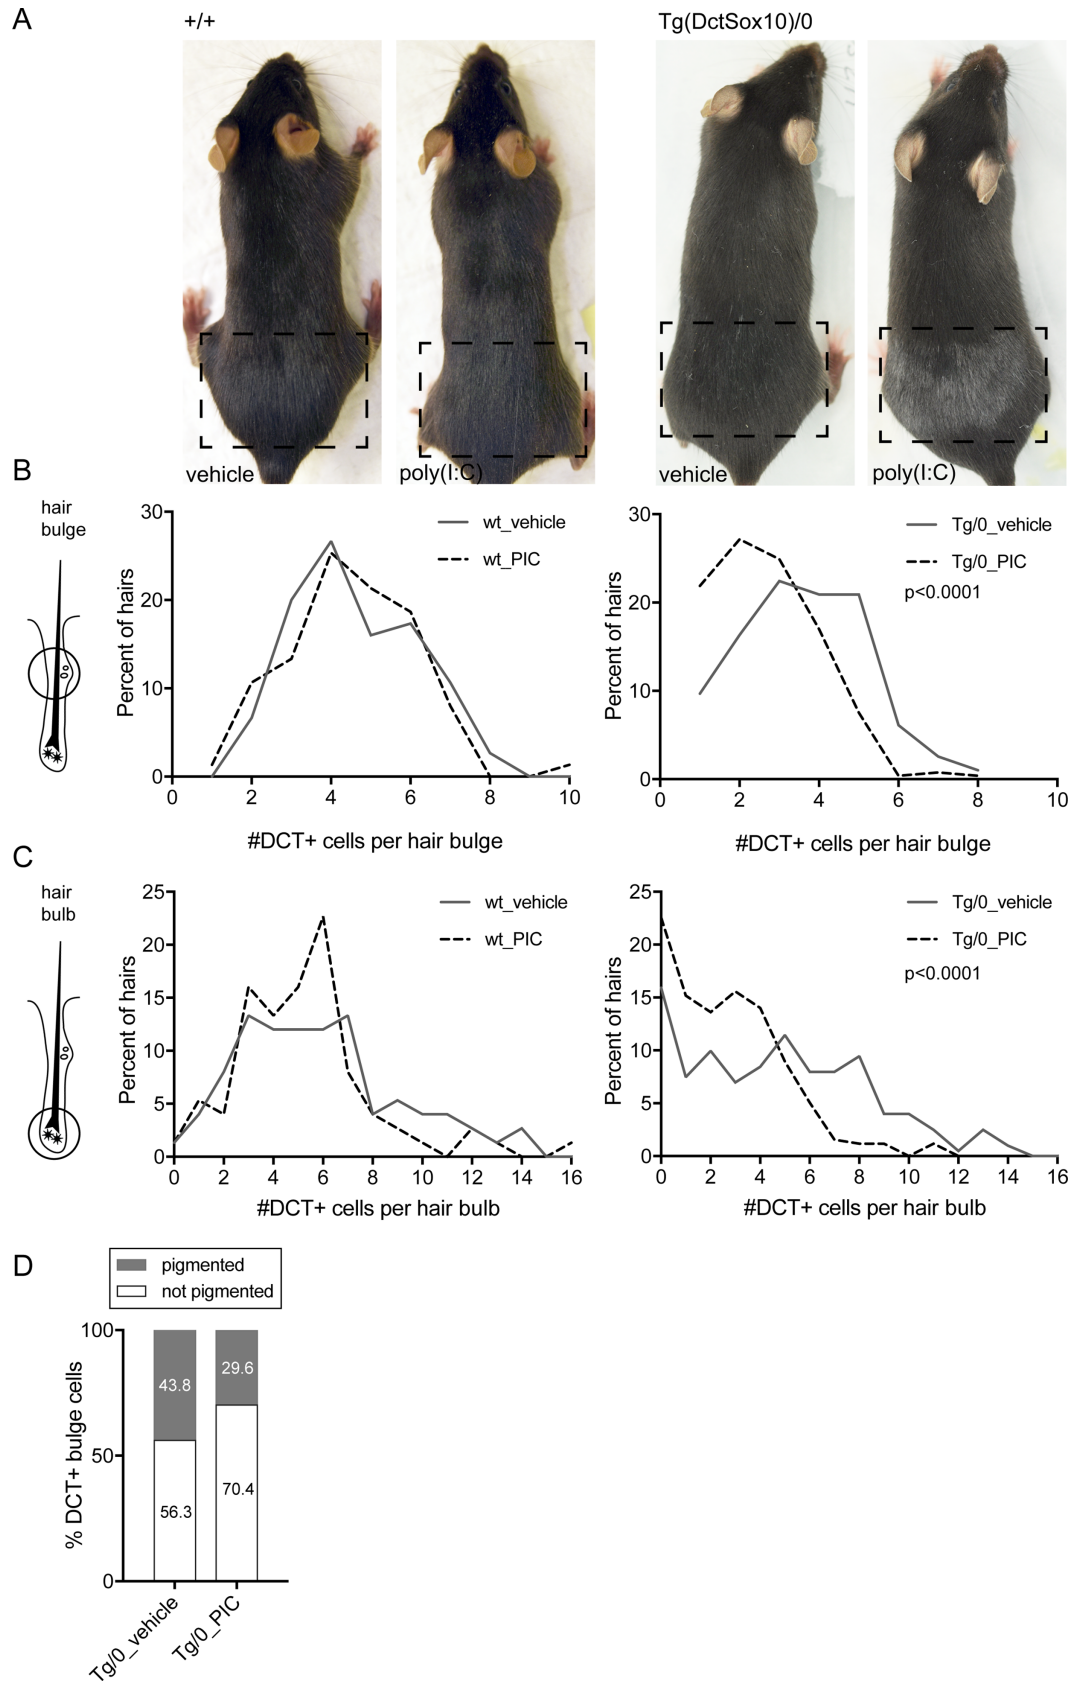 A
+/+
Tg(DctSox10)/0
vehicle
poly(I:C)
vehicle
poly(I:C)
B
hair
bulge
30
20
10
0
Percent of hairs
wt_vehicle
wt_PIC
0 2 4 6 8 10
#DCT+ cells per hair bulge
30
20
10
0
Percent of hairs
Tg/0_vehicle
Tg/0_PIC
p<0.0001
0 2 4 6 8 10
#DCT+ cells per hair bulge
C
hair
bulb
25
20
15
10
5
0
Percent of hairs
wt_vehicle
wt_PIC
0 2 4 6 8 10 12 14 16
#DCT+ cells per hair bulb
25
20
15
10
5
0
Percent of hairs
Tg/0_vehicle
Tg/0_PIC
p<0.0001
0 2 4 6 8 10 12 14 16
#DCT+ cells per hair bulb
D
pigmented
not pigmented
100
50
0
% DCT+ bulge cells
43.8
29.6
56.3
70.4
Tg/0_vehicle
Tg/0_PIC